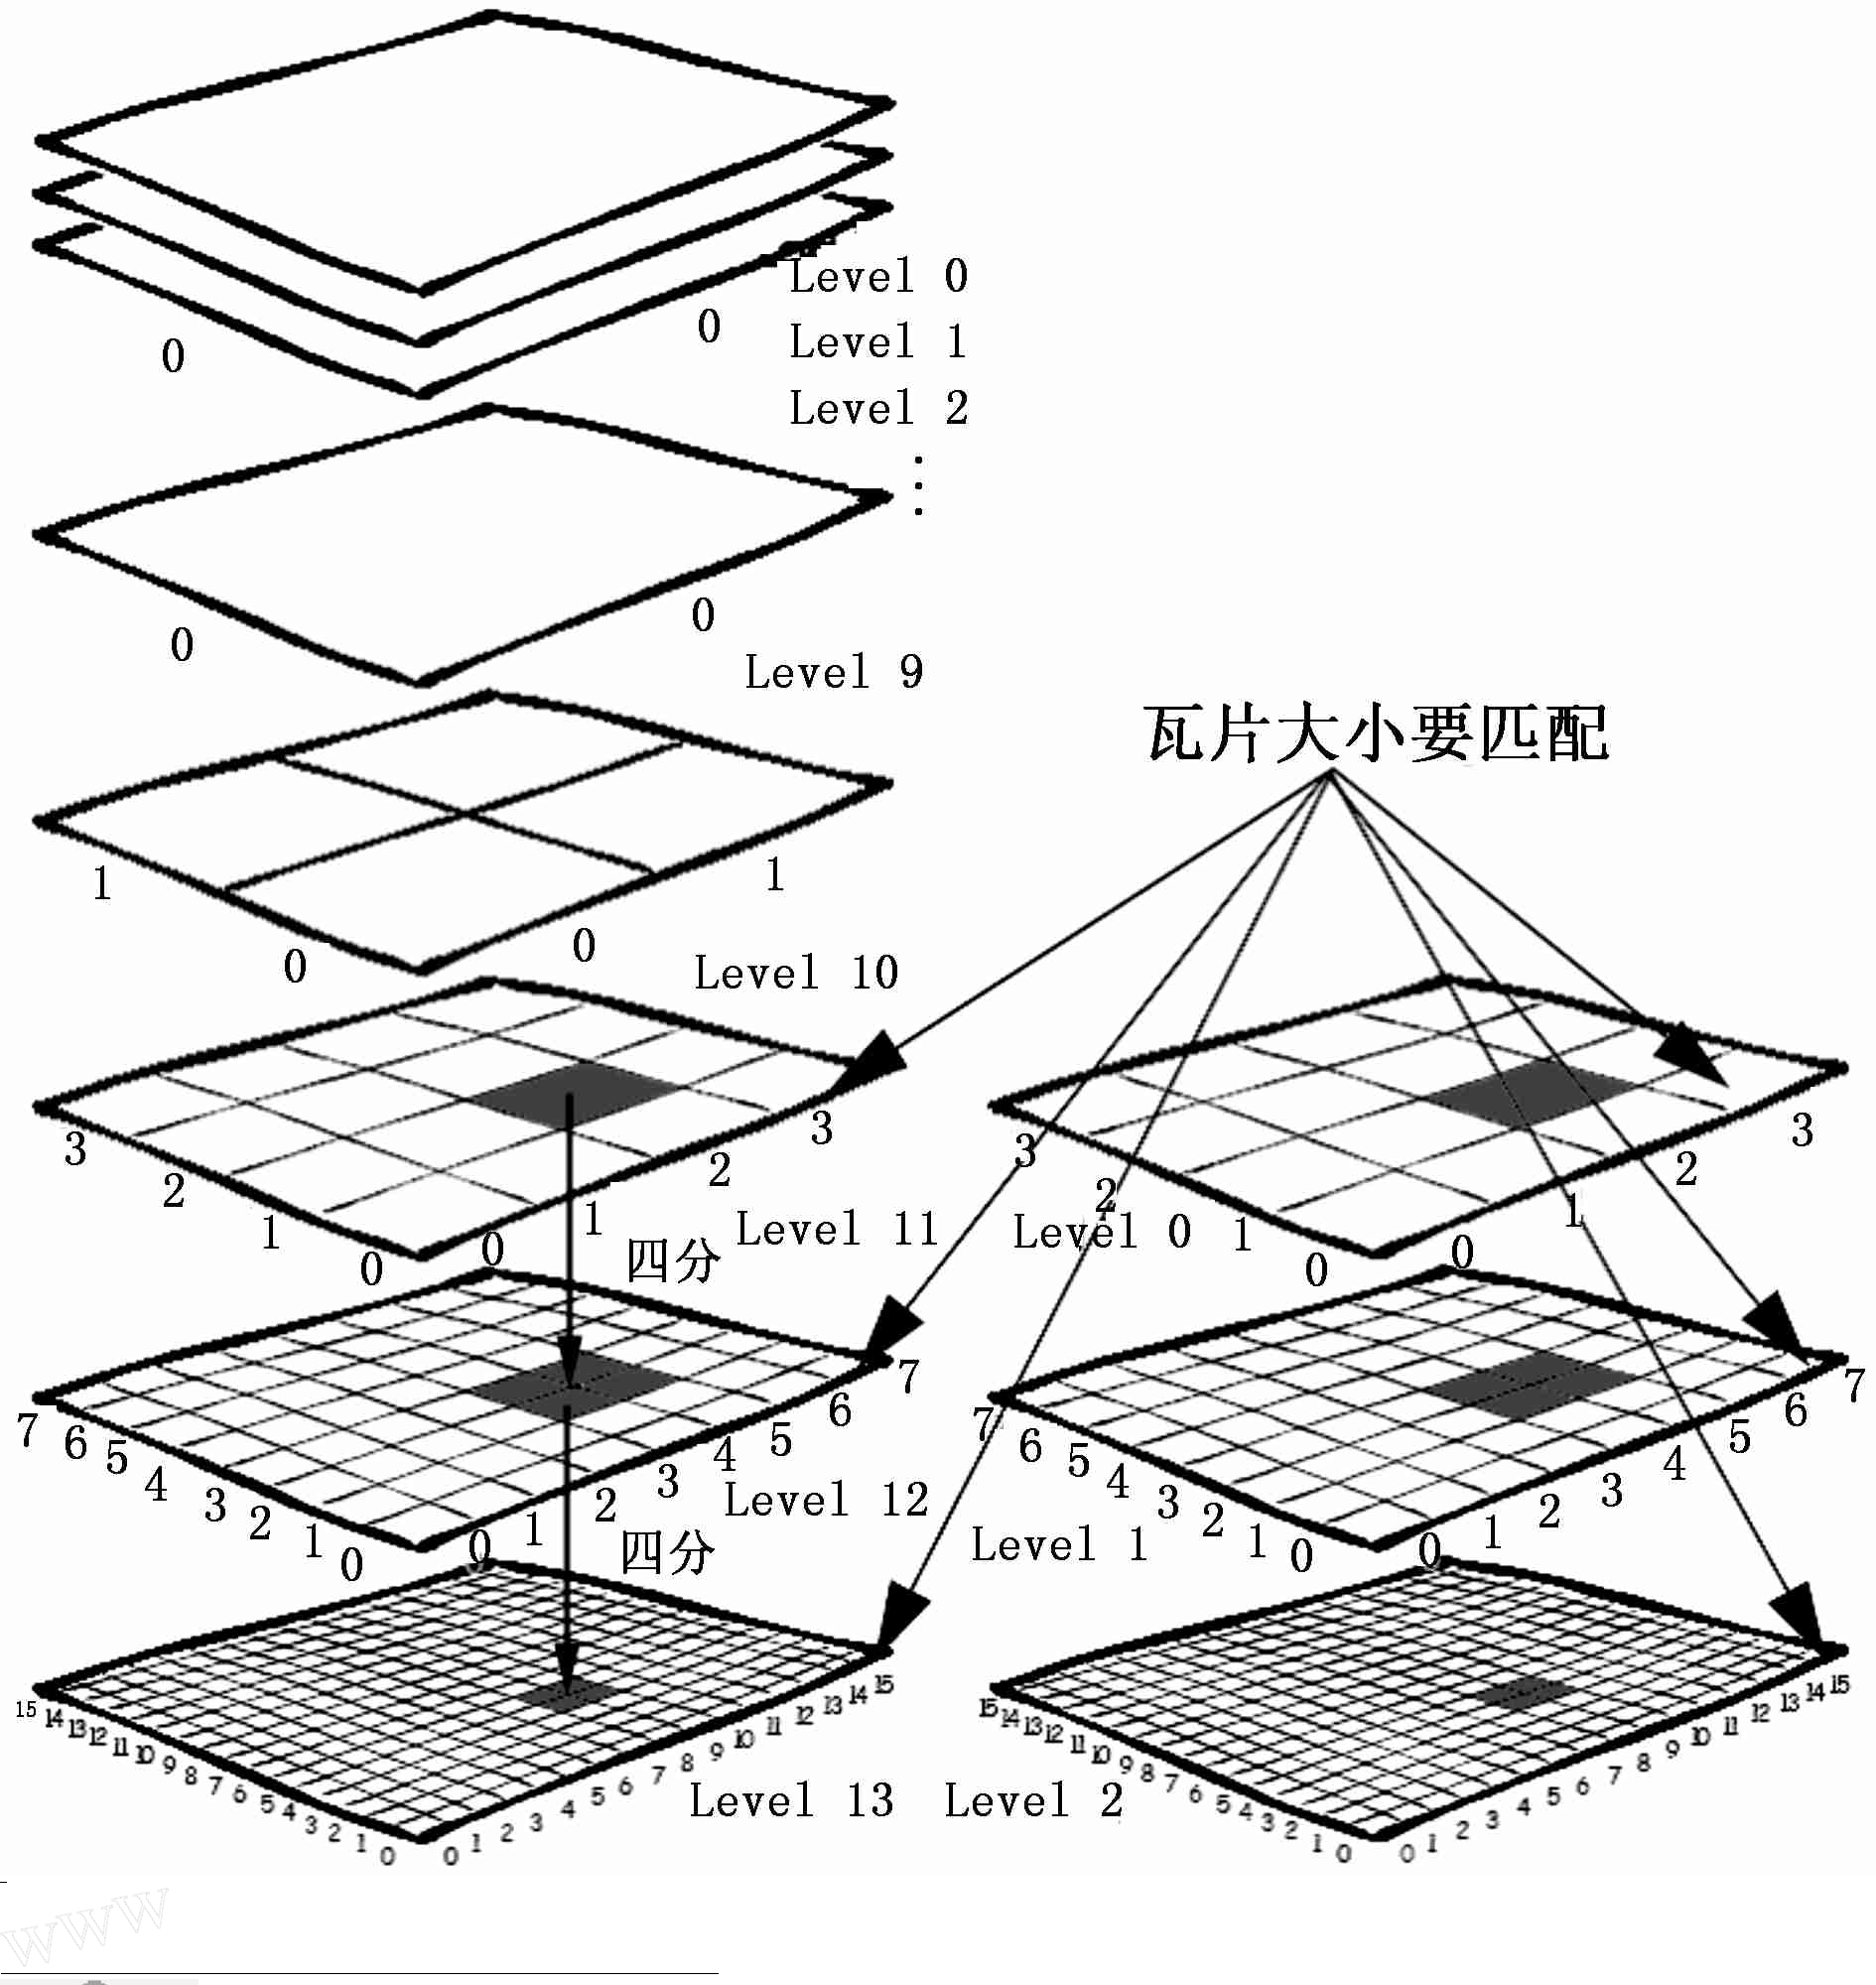 Level 0
0 0
Level 1
Level 2
⋮
0 0
Level 9
瓦片大小要匹配
1 0 0 1
Level 10
3 2 1 0 0 1 2 3
Level 11
四分
3 2 1 0 0 1 2 3
Level 0
7 6 5 4 3 2 1 0 0 1 2 3 4 5 6 7
Level 12
四分
7 6 5 4 3 2 1 0 0 1 2 3 4 5 6 7
Level 1
15 14 13 12 11 10 9 8 7 6 5 4 3 2 1 0 0 1 2 3 4 5 6 7 8 9 10 11 12 13 14 15
Level 13
15 14 13 12 11 10 9 8 7 6 5 4 3 2 1 0 0 1 2 3 4 5 6 7 8 9 10 11 12 13 14 15
Level 2
www